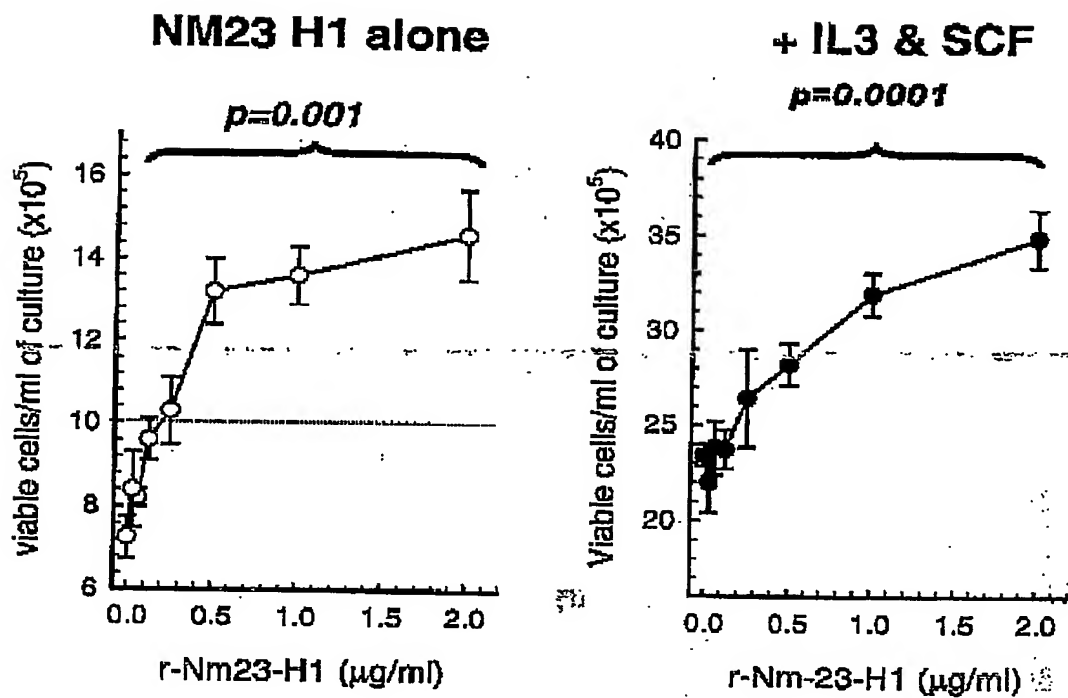 NM23 H1 alone
p=0.001
viable cells/ml of culture (x10⁵)
16
14
12
10
8
6
0.0 0.5 1.0 1.5 2.0
r-Nm23-H1 (µg/ml)
+ IL3 & SCF
p=0.0001
Viable cells/ml of culture (x10⁵)
40
35
30
25
20
0.0 0.5 1.0 1.5 2.0
r-Nm-23-H1 (µg/ml)